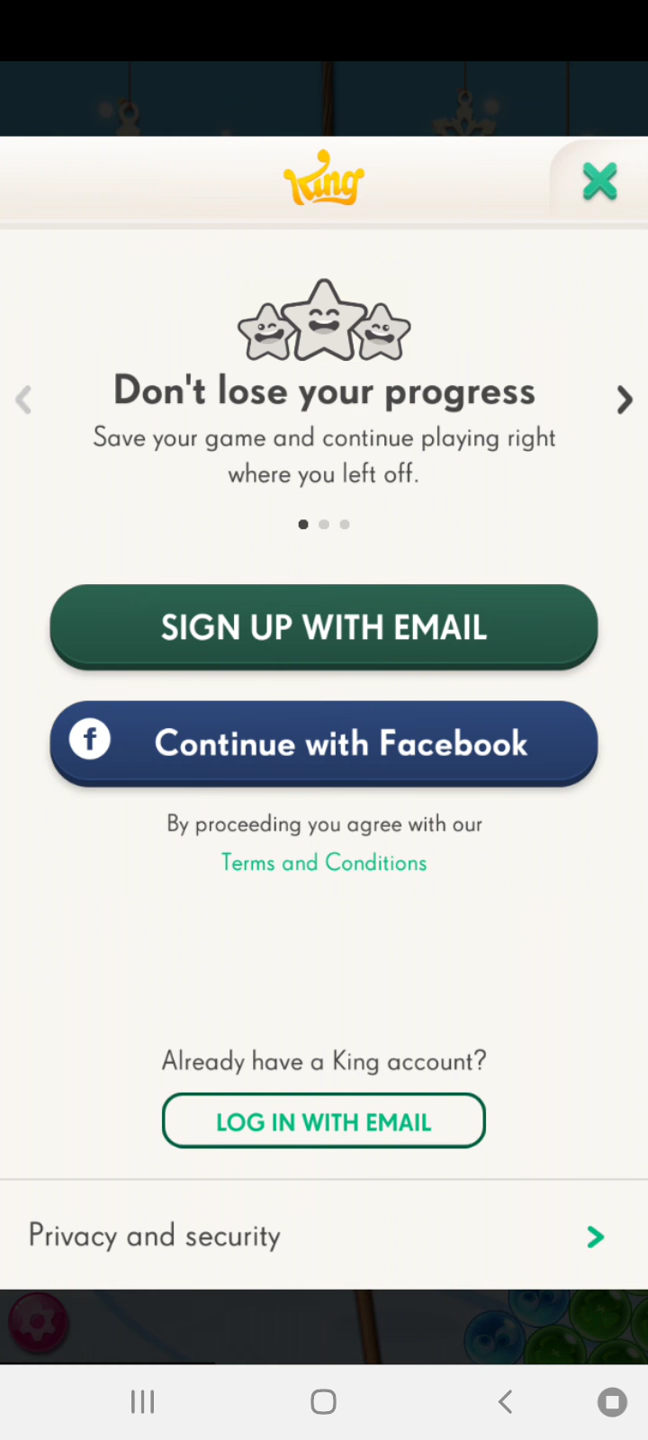 King
Don't lose your progress
Save your game and continue playing right
where you left off.
SIGN UP WITH EMAIL
f
Continue with Facebook
By proceeding you agree with our
Terms and Conditions
Already have a King account?
LOG IN WITH EMAIL
Privacy and security